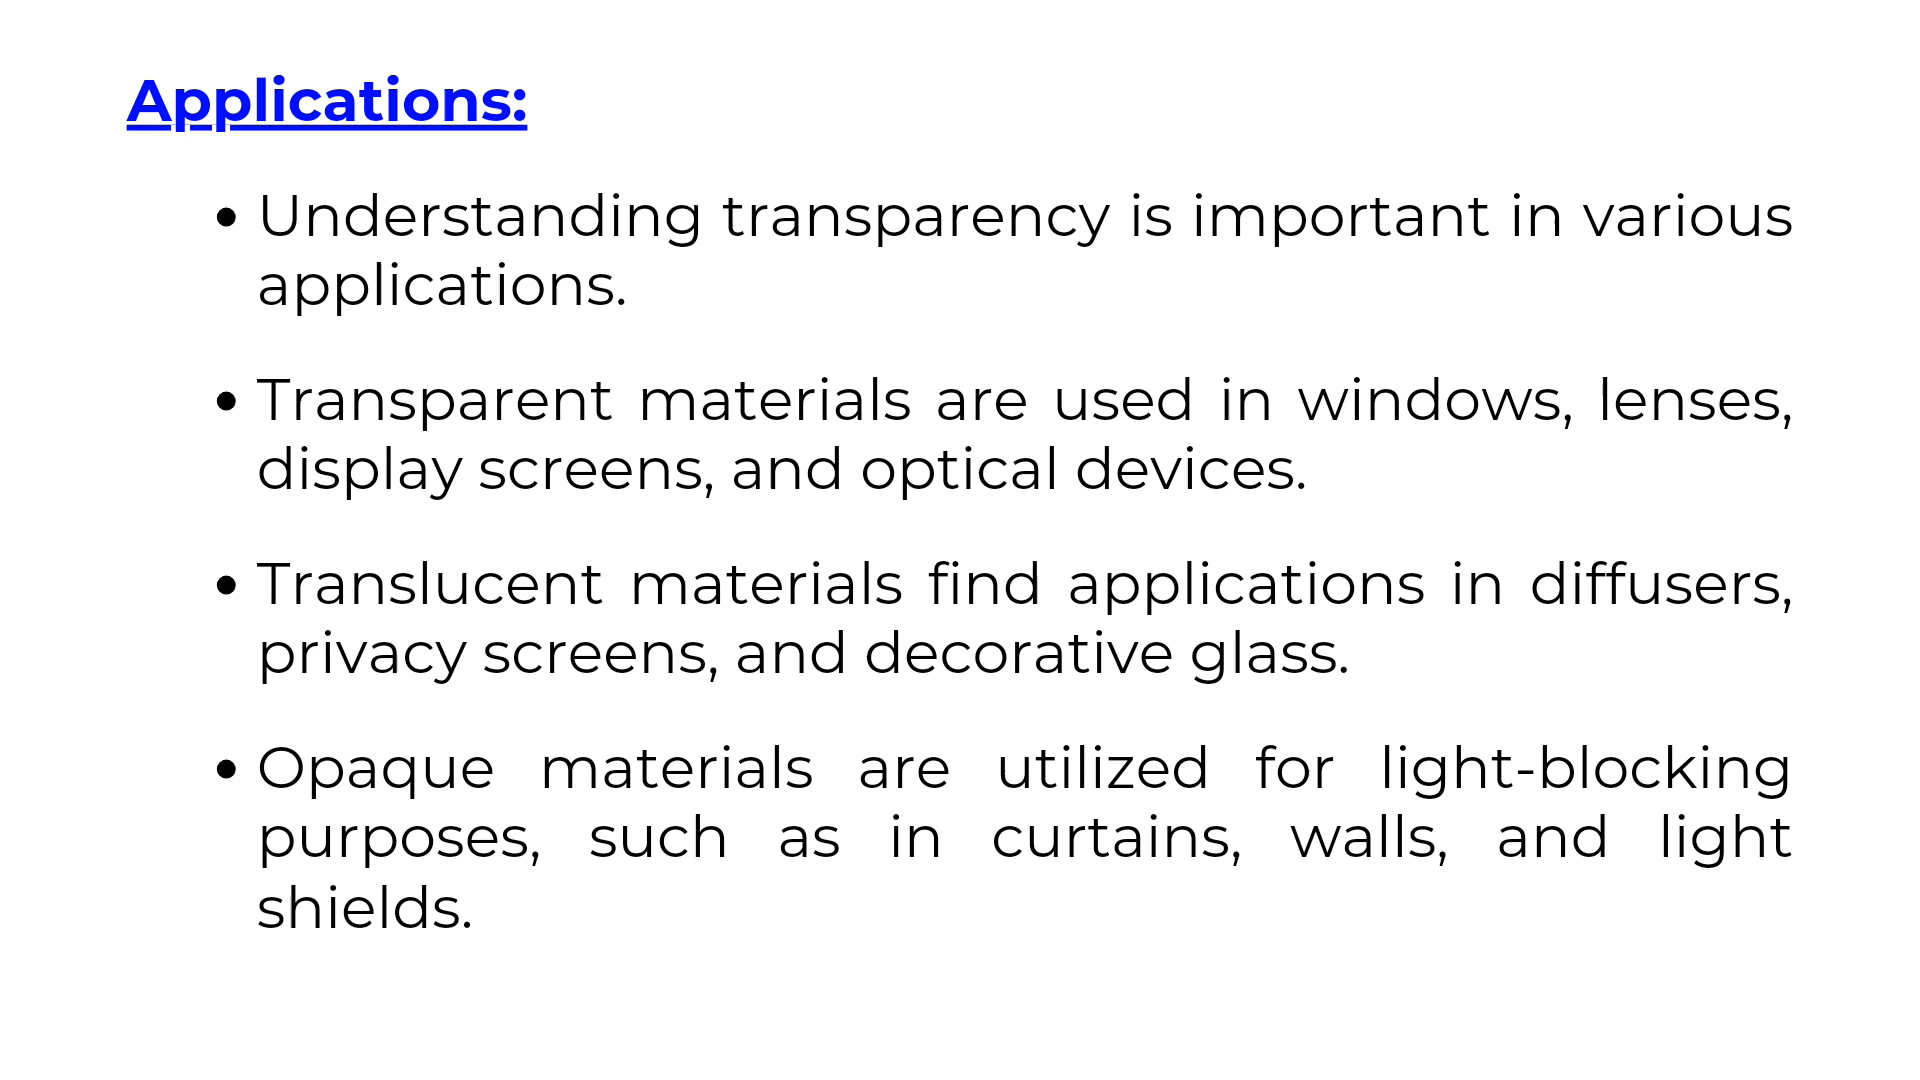 Applications:
• Understanding transparency is important in various
applications.
• Transparent materials are used in windows, lenses,
display screens, and optical devices.
• Translucent materials find applications in diffusers,
privacy screens, and decorative glass.
• Opaque materials are utilized for light-blocking
purposes, such as in curtains, walls, and light
shields.